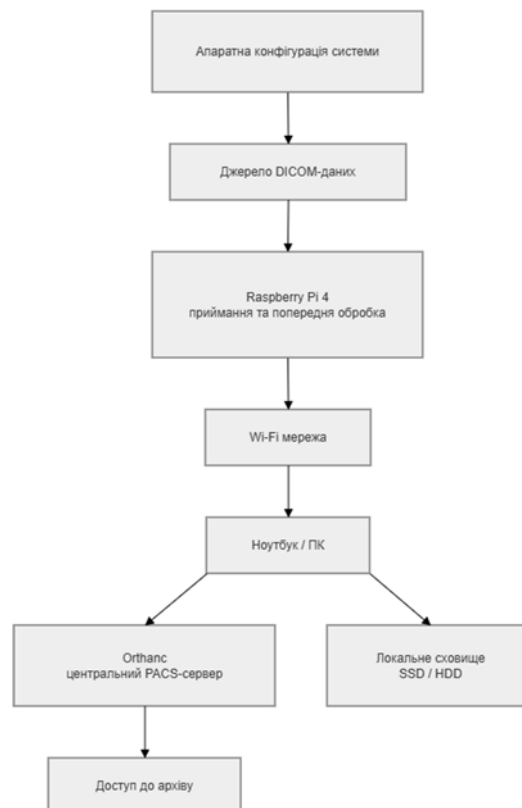 Апаратна конфігурація системи
Джерело DICOM-даних
Raspberry Pi 4
приймання та попередня обробка
Wi-Fi мережа
Ноутбук / ПК
Orthanc
центральний PACS-сервер
Локальне сховище
SSD / HDD
Доступ до архіву